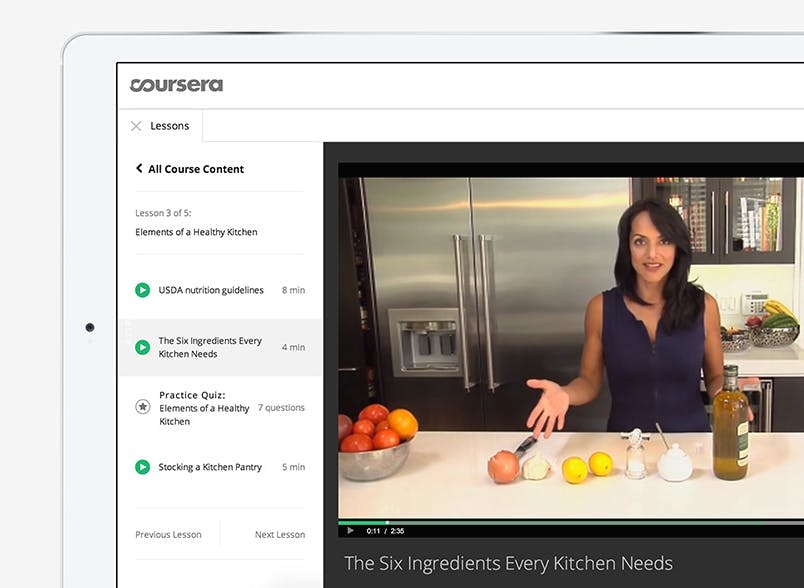 coursera
Lessons
All Course Content
Lesson 3 of 5:
Elements of a Healthy Kitchen
USDA nutrition guidelines 8 min
The Six Ingredients Every
Kitchen Needs
4 min
Practice Quiz:
Elements of a Healthy
Kitchen
7 questions
Stocking a Kitchen Pantry 5 min
Previous Lesson Next Lesson
0:11 / 2:35
The Six Ingredients Every Kitchen Needs